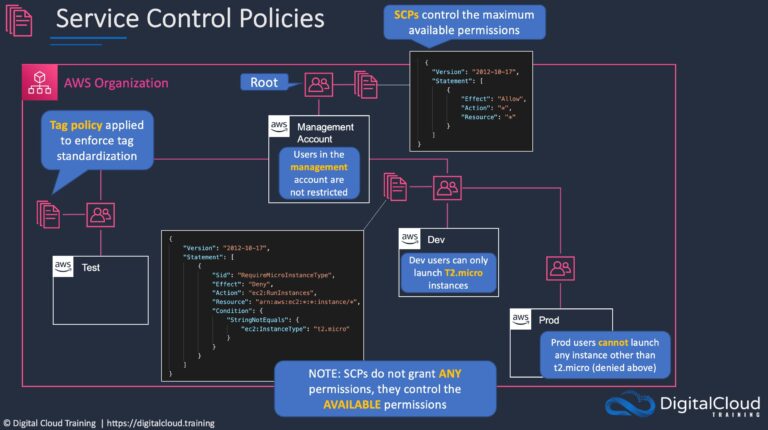 Service Control Policies
SCPs control the maximum
available permissions
AWS Organization
Root
{
"Version": "2012-10-17",
"Statement": [
{
"Effect": "Allow",
"Action": "*",
"Resource": "*"
}
]
}
Tag policy applied
to enforce tag
standardization
aws
Management
Account
Users in the
management
account are
not restricted
aws
Test
{
"Version": "2012-10-17",
"Statement": [
{
"Sid": "RequireMicroInstanceType",
"Effect": "Deny",
"Action": "ec2:RunInstances",
"Resource": "arn:aws:ec2:*:*:instance/*",
"Condition": {
"StringNotEquals": {
"ec2:InstanceType": "t2.micro"
}
}
}
]
}
aws
Dev
Dev users can only
launch T2.micro
instances
aws
Prod
Prod users cannot launch
any instance other than
t2.micro (denied above)
NOTE: SCPs do not grant ANY
permissions, they control the
AVAILABLE permissions
© Digital Cloud Training | https://digitalcloud.training
DigitalCloud
TRAINING